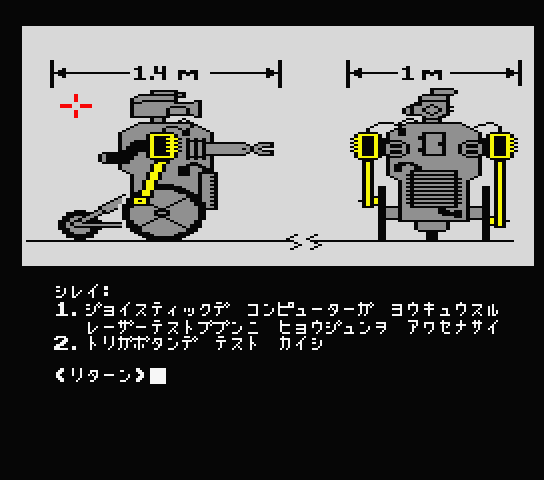 1.4 m
1 m
シレイ:
1. ジョイスティックデ コンピューターガ ヨウキュウスル
レーザーテストブブンニ ヒョウジュンヲ アワセナサイ
2. トリガボタンデ テスト カイシ
《リターン》